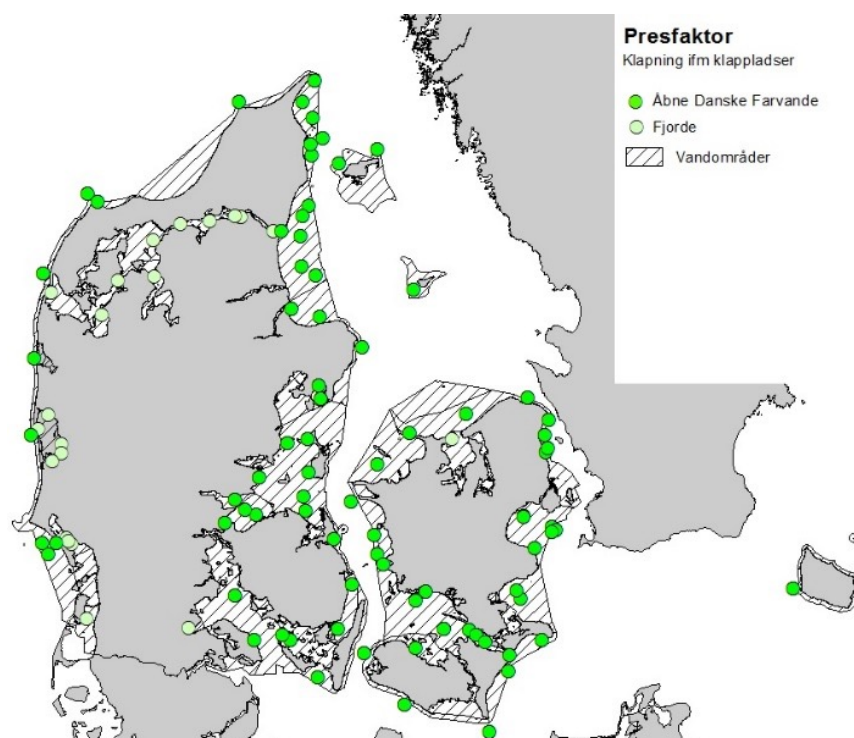 Presfaktor
Klapning ifm klappladser
Åbne Danske Farvande
Fjorde
Vandområder